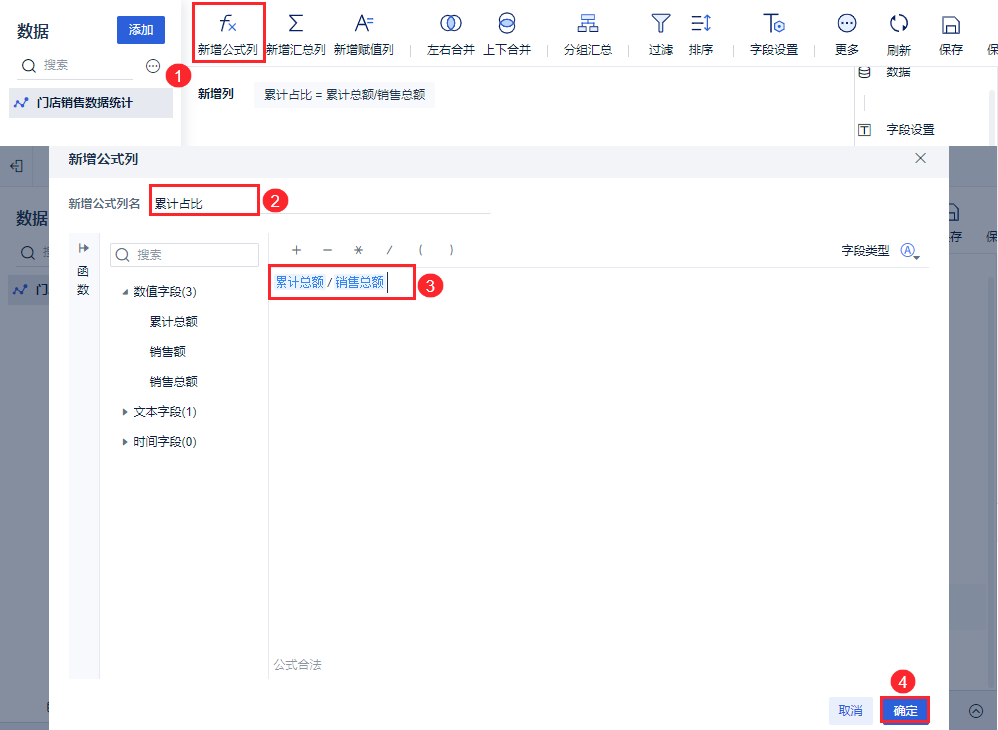 数据
添加
新增公式列
新增汇总列
新增赋值列
左右合并
上下合并
分组汇总
过滤
排序
字段设置
更多
刷新
保存
保
搜索
1
门店销售数据统计
新增列
累计占比 = 累计总额/销售总额
数据
字段设置
新增公式列
新增公式列名
累计占比
2
数据
存
保
搜索
+ − * / ( )
字段类型
函数
累计总额 / 销售总额
3
数值字段(3)
门
累计总额
销售额
销售总额
文本字段(1)
时间字段(0)
公式合法
4
取消
确定